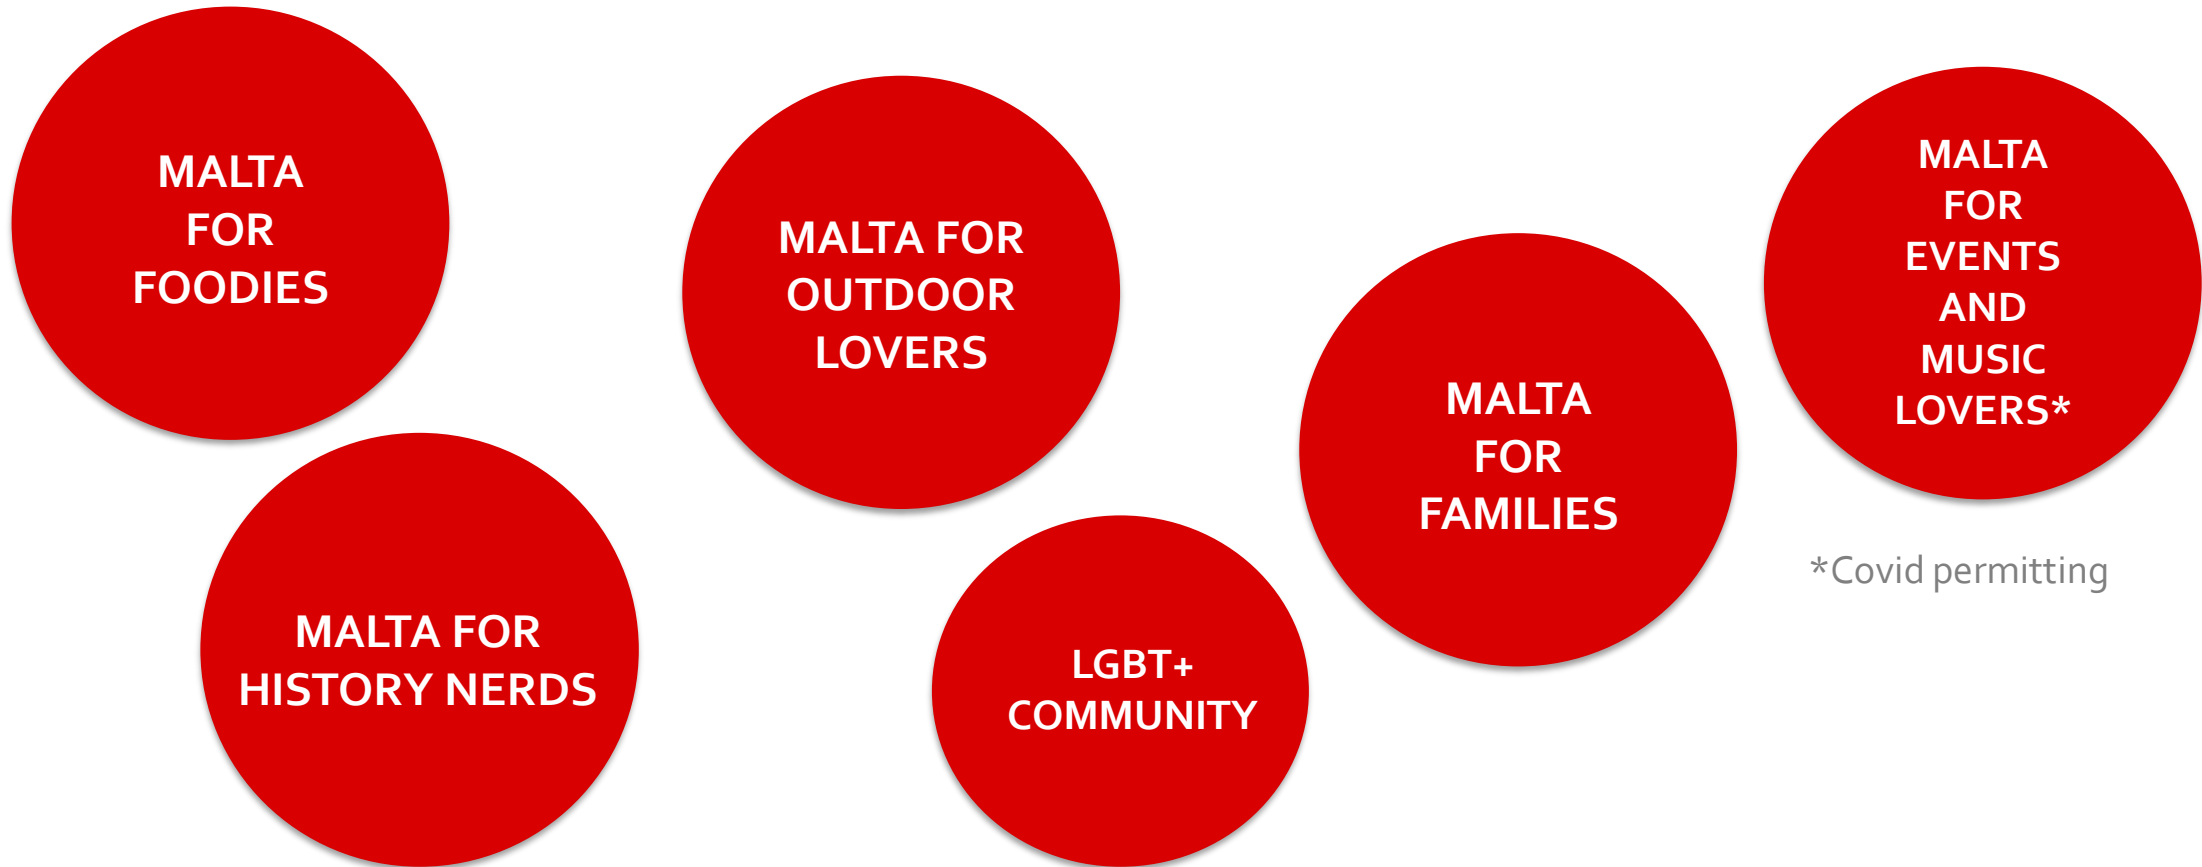 MALTA
FOR
FOODIES
MALTA FOR
HISTORY NERDS
MALTA FOR
OUTDOOR
LOVERS
LGBT+
COMMUNITY
MALTA
FOR
FAMILIES
MALTA
FOR
EVENTS
AND
MUSIC
LOVERS*
*Covid permitting